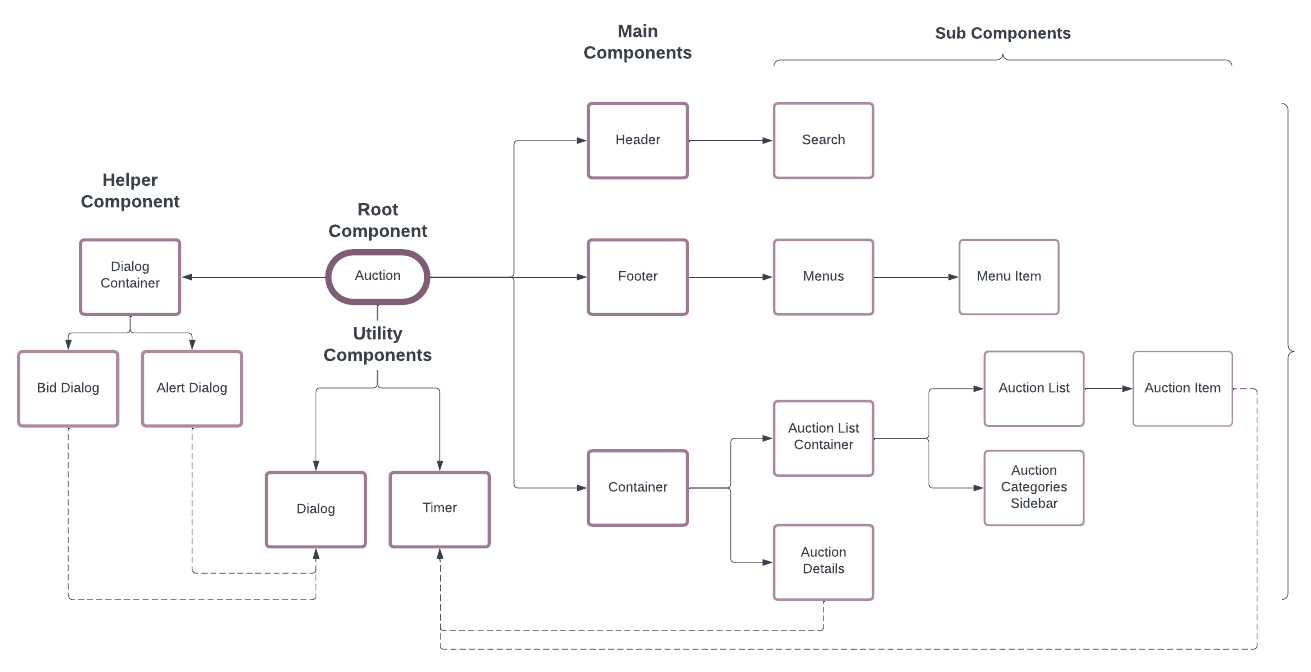 Main
Components
Sub Components
Header
Search
Helper
Component
Root
Component
Dialog
Container
Auction
Footer
Menus
Menu Item
Utility
Components
Bid Dialog
Alert Dialog
Auction List
Auction Item
Auction List
Container
Auction
Categories
Sidebar
Container
Dialog
Timer
Auction
Details